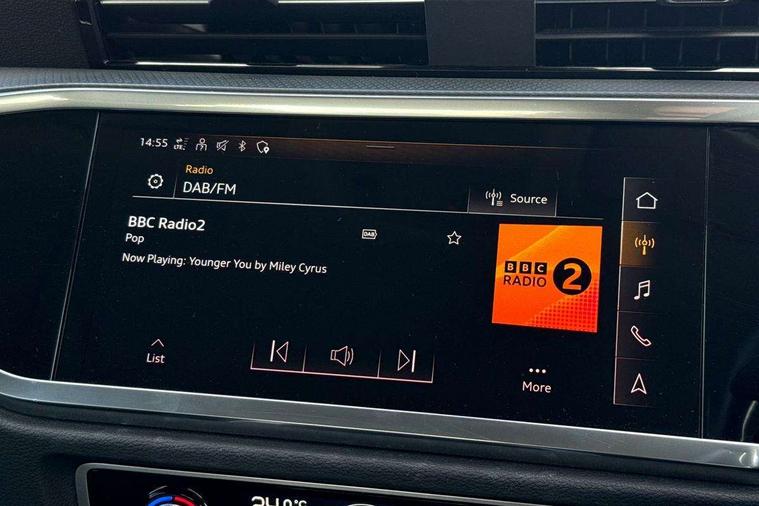 14:55 LTE
Radio
DAB/FM
Source
BBC Radio2
DAB
Pop
Now Playing: Younger You by Miley Cyrus
BBC
RADIO 2
List
More